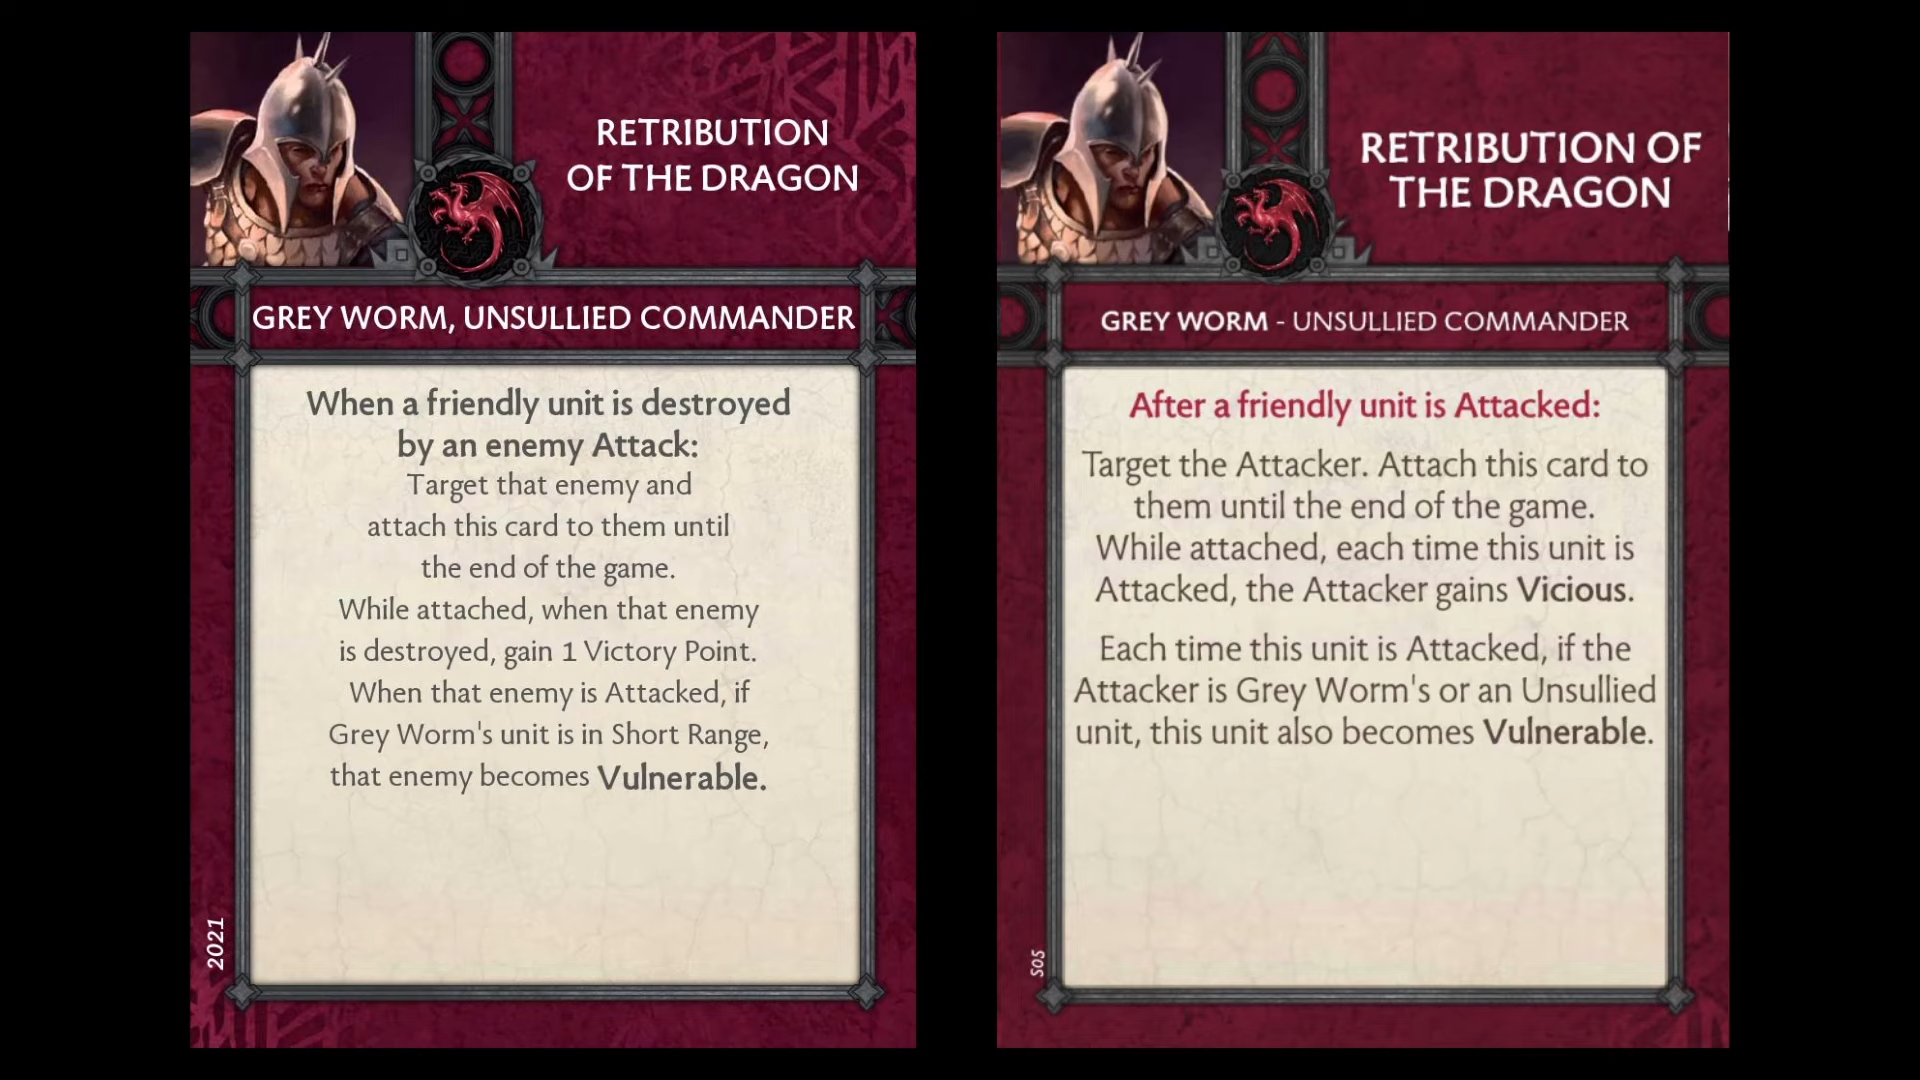 RETRIBUTION
OF THE DRAGON
GREY WORM, UNSULLIED COMMANDER
When a friendly unit is destroyed
by an enemy Attack:
Target that enemy and
attach this card to them until
the end of the game.
While attached, when that enemy
is destroyed, gain 1 Victory Point.
When that enemy is Attacked, if
Grey Worm's unit is in Short Range,
that enemy becomes Vulnerable.
2021
RETRIBUTION OF
THE DRAGON
GREY WORM - UNSULLIED COMMANDER
After a friendly unit is Attacked:
Target the Attacker. Attach this card to
them until the end of the game.
While attached, each time this unit is
Attacked, the Attacker gains Vicious.
Each time this unit is Attacked, if the
Attacker is Grey Worm's or an Unsullied
unit, this unit also becomes Vulnerable.
S05